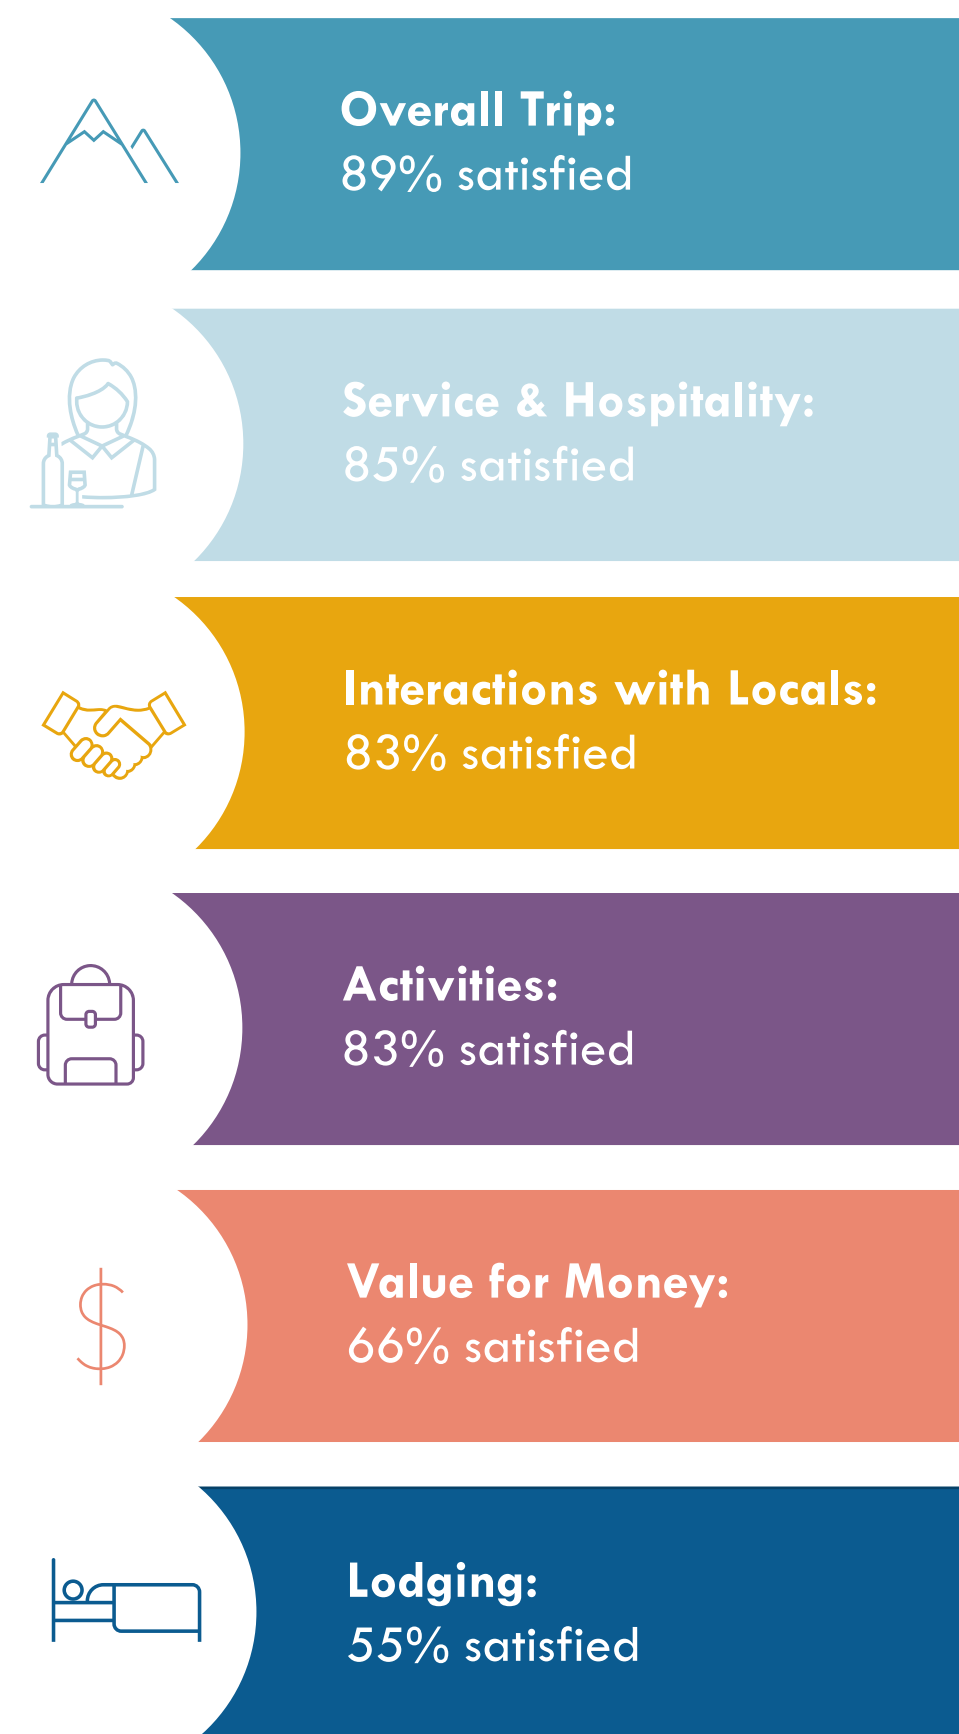 Overall Trip:
89% satisfied
Service & Hospitality:
85% satisfied
Interactions with Locals:
83% satisfied
Activities:
83% satisfied
$
Value for Money:
66% satisfied
Lodging:
55% satisfied